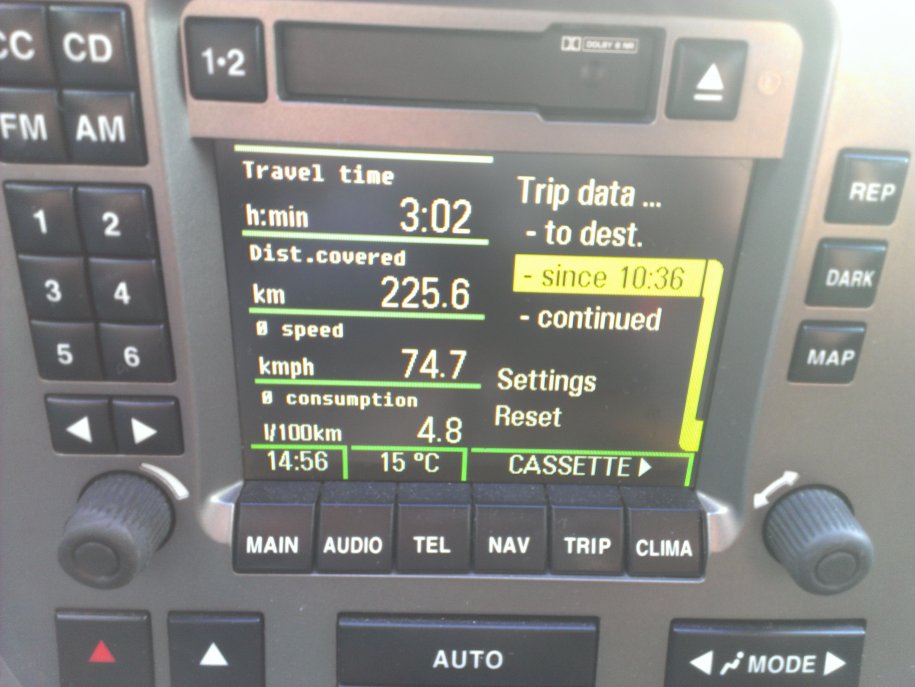 CC CD
1•2
DOLBY B NR
FM AM
1 2
3 4
5 6
Travel time
h:min 3:02
Dist.covered
km 225.6
Ø speed
kmph 74.7
Ø consumption
l/100km 4.8
14:56 15 °C CASSETTE
Trip data ...
- to dest.
- since 10:36
- continued
Settings
Reset
REP
DARK
MAP
MAIN AUDIO TEL NAV TRIP CLIMA
AUTO
MODE